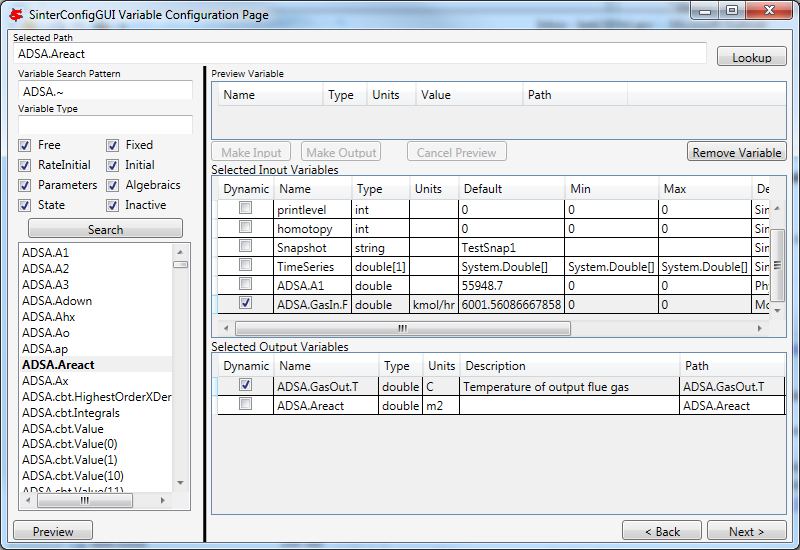 SinterConfigGUI Variable Configuration Page
Selected Path
ADSA.Areact
Lookup
Variable Search Pattern
ADSA.~
Variable Type
Free Fixed
RateInitial Initial
Parameters Algebraics
State Inactive
Search
ADSA.A1
ADSA.A2
ADSA.A3
ADSA.Adown
ADSA.Ahx
ADSA.Ao
ADSA.ap
ADSA.Areact
ADSA.Ax
ADSA.cbt.HighestOrderXDer
ADSA.cbt.Integrals
ADSA.cbt.Value
ADSA.cbt.Value(0)
ADSA.cbt.Value(1)
ADSA.cbt.Value(10)
ADSA.cbt.Value(11)
Preview
Preview Variable
Name Type Units Value Path
Make Input Make Output Cancel Preview Remove Variable
Selected Input Variables
Dynamic Name Type Units Default Min Max De
printlevel int 0 0 0 Sin
homotopy int 0 0 0 Sin
Snapshot string TestSnap1 Sin
TimeSeries double[1] System.Double[] System.Double[] System.Double[] Sin
ADSA.A1 double 55948.7 0 0 Phy
ADSA.GasIn.F double kmol/hr 6001.56086667858 0 0 Mo
Selected Output Variables
Dynamic Name Type Units Description Path
ADSA.GasOut.T double C Temperature of output flue gas ADSA.GasOut.T
ADSA.Areact double m2 ADSA.Areact
< Back Next >